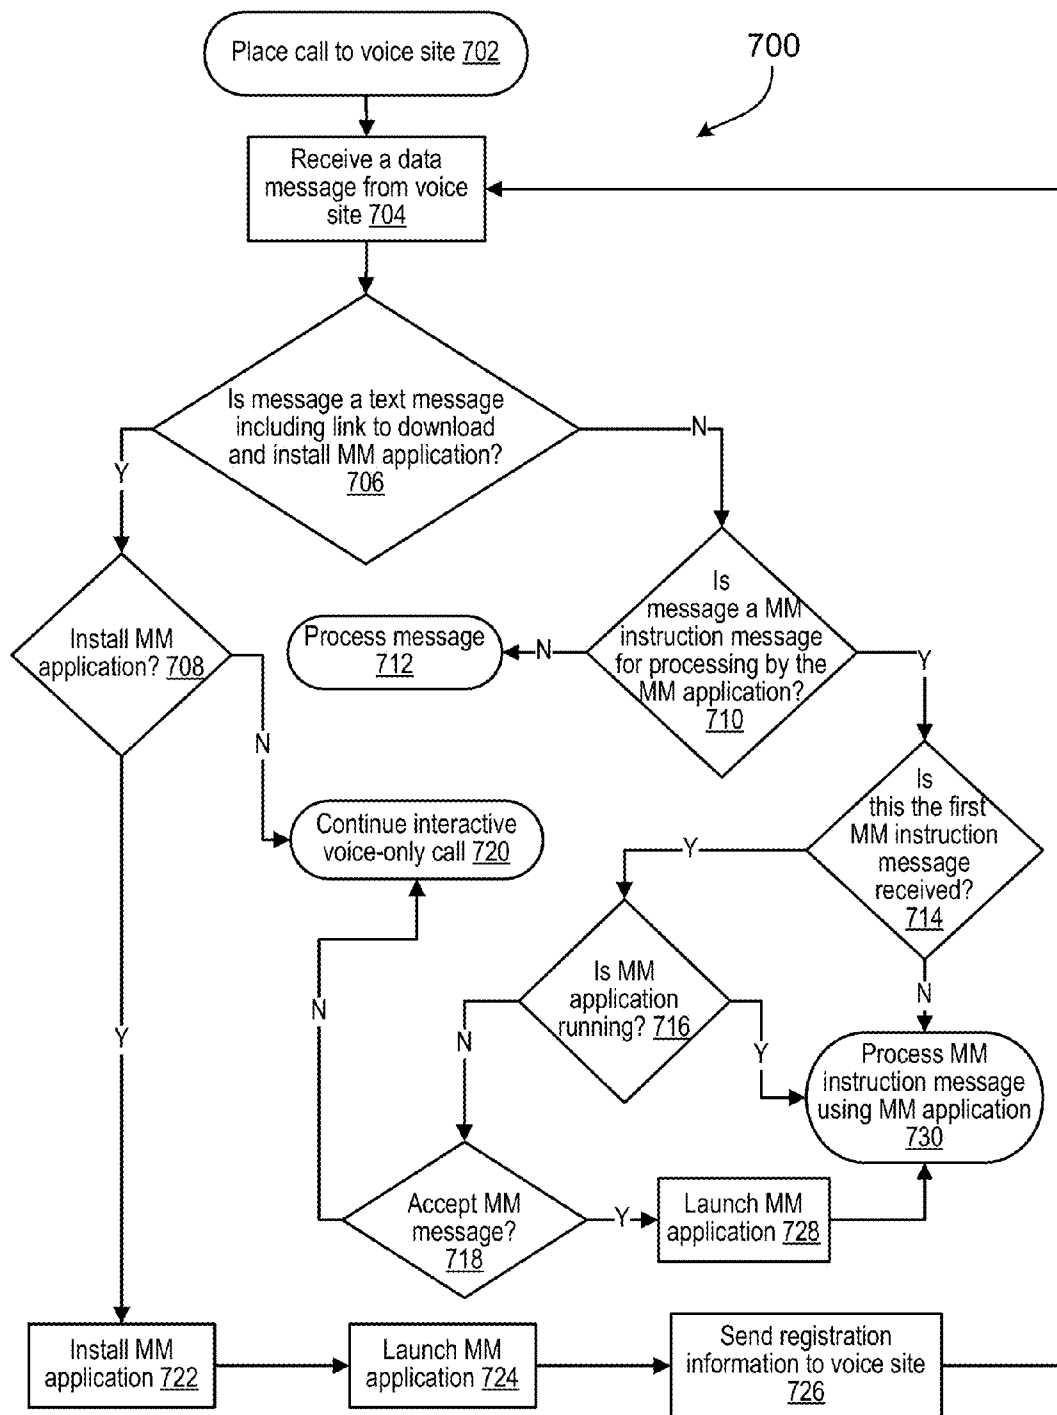 Place call to voice site 702
700
Receive a data
message from voice
site 704
Is message a text message
including link to download
and install MM application?
706
N
Y
Is
message a MM
instruction message
for processing by the
MM application?
710
Install MM
application? 708
Process message
712
N
Y
N
Is
this the first
MM instruction
message
received?
714
Continue interactive
voice-only call 720
Y
Is MM
application
running? 716
N
N
N
Y
Y
Process MM
instruction message
using MM application
730
Accept MM
message?
718
Y
Launch MM
application 728
Install MM
application 722
Launch MM
application 724
Send registration
information to voice site
726